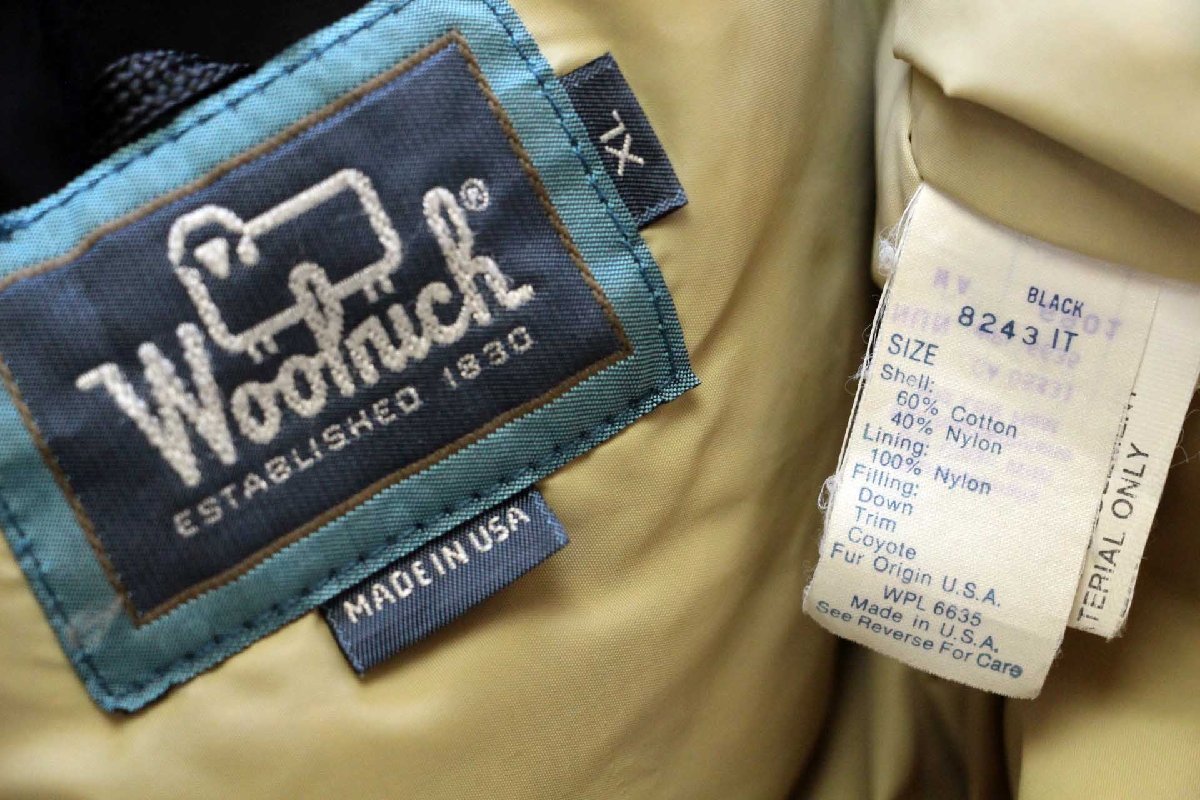 Woolrich®
ESTABLISHED 1830
XL
MADE IN USA
BLACK
8243 IT
SIZE
Shell:
60% Cotton
40% Nylon
Lining:
100% Nylon
Filling:
Down
Trim
Coyote
Fur Origin U.S.A.
WPL 6635
Made in U.S.A.
See Reverse For Care
TERIAL ONLY